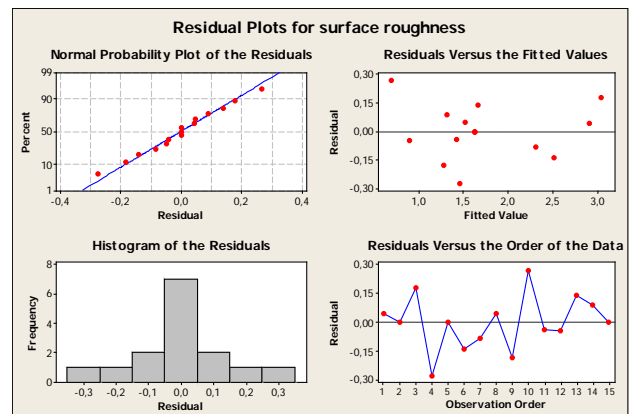 Residual Plots for surface roughness
Normal Probability Plot of the Residuals
99
90
50
10
1
Percent
-0,4
-0,2
0,0
0,2
0,4
Residual
Residuals Versus the Fitted Values
0,30
0,15
0,00
-0,15
-0,30
Residual
1,0
1,5
2,0
2,5
3,0
Fitted Value
Histogram of the Residuals
8
6
4
2
0
Frequency
-0,3
-0,2
-0,1
0,0
0,1
0,2
0,3
Residual
Residuals Versus the Order of the Data
0,30
0,15
0,00
-0,15
-0,30
Residual
1 2 3 4 5 6 7 8 9 10 11 12 13 14 15
Observation Order